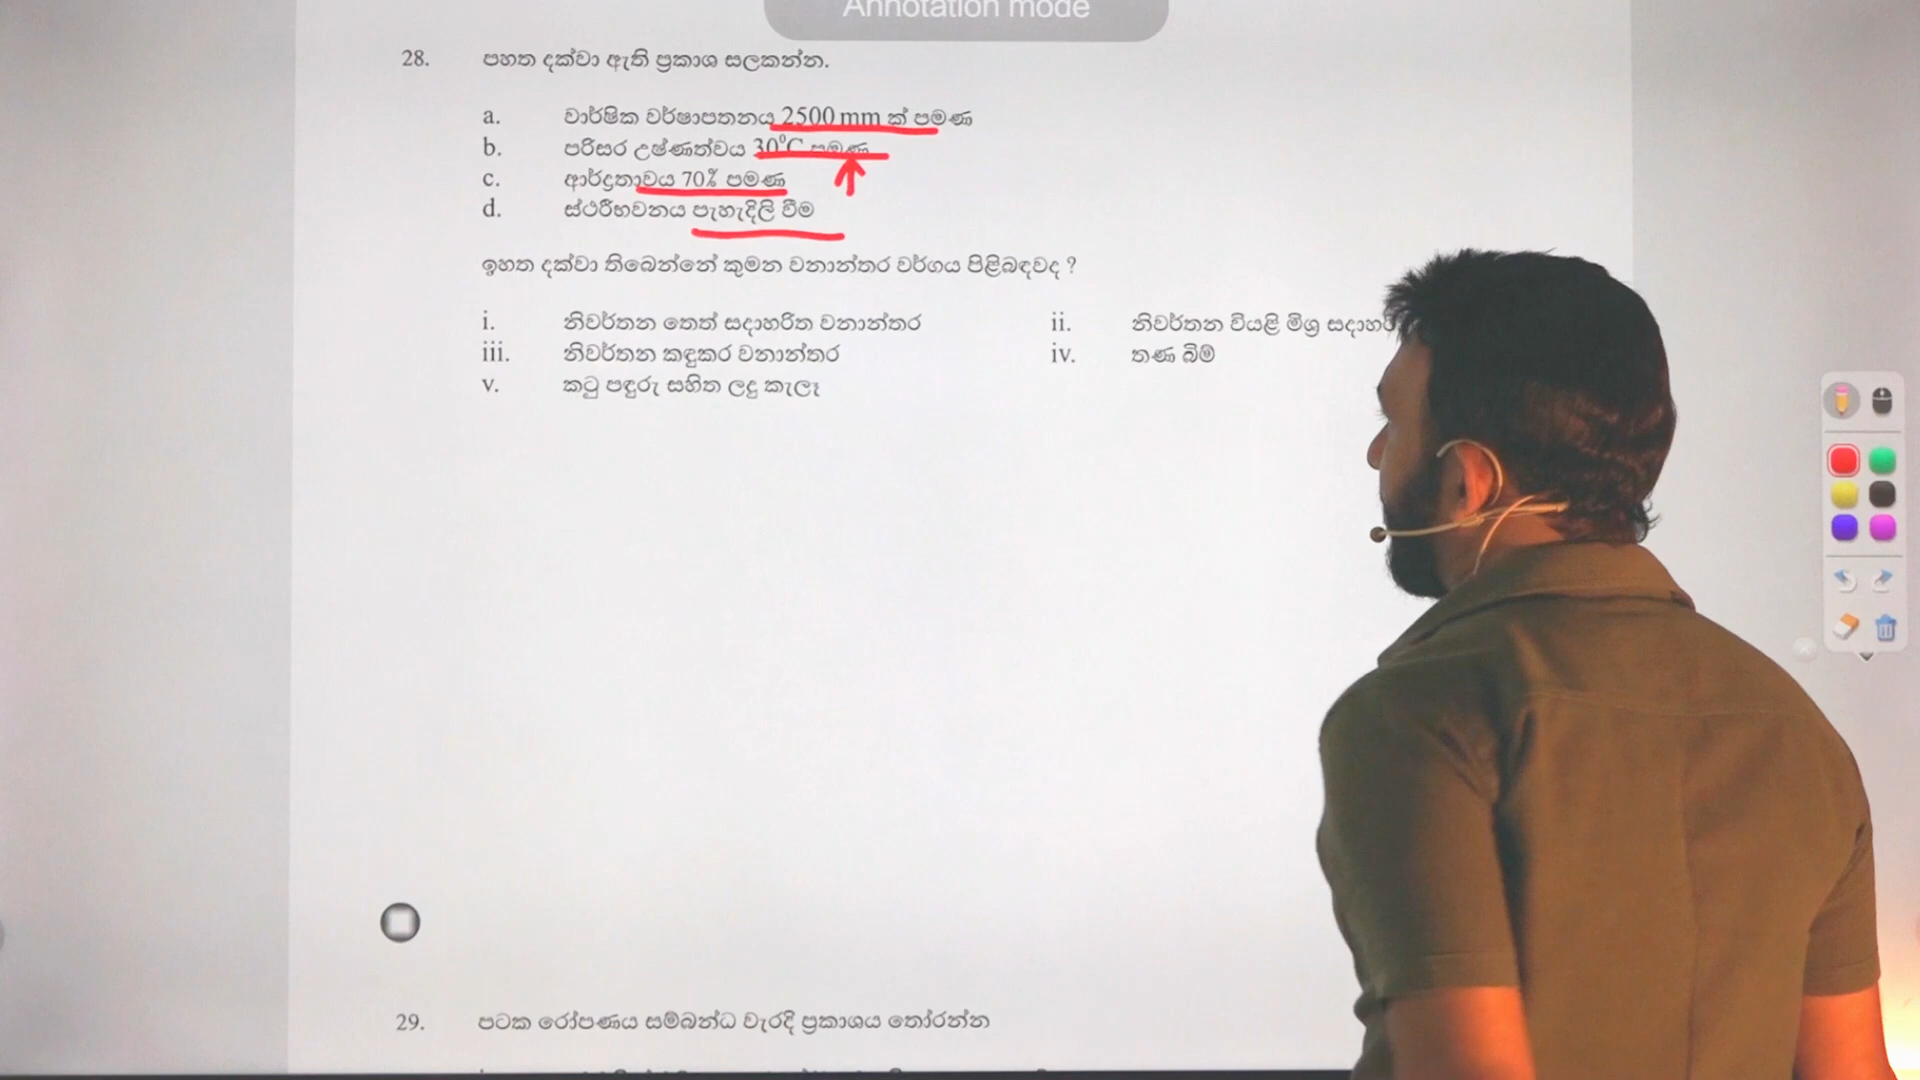 Annotation mode
28. පහත දක්වා ඇති ප්‍රකාශ සලකන්න.
a. වාර්ෂික වර්ෂාපතනය 2500 mm ක් පමණ
b. පරිසර උෂ්ණත්වය 30⁰C පමණ
c. ආර්ද්‍රතාවය 70% පමණ
d. ස්ථරීභවනය පැහැදිලි වීම
ඉහත දක්වා තිබෙන්නේ කුමන වනාන්තර වර්ගය පිළිබඳවද ?
i. නිවර්තන තෙත් සදාහරිත වනාන්තර ii. නිවර්තන වියළි මිශ්‍ර
iii. නිවර්තන කඳුකර වනාන්තර iv. තණ බිම්
v. කටු පඳුරු සහිත ලඳු කැලෑ
29. පටක රෝපණය සම්බන්ධ වැරදි ප්‍රකාශය තෝරන්න